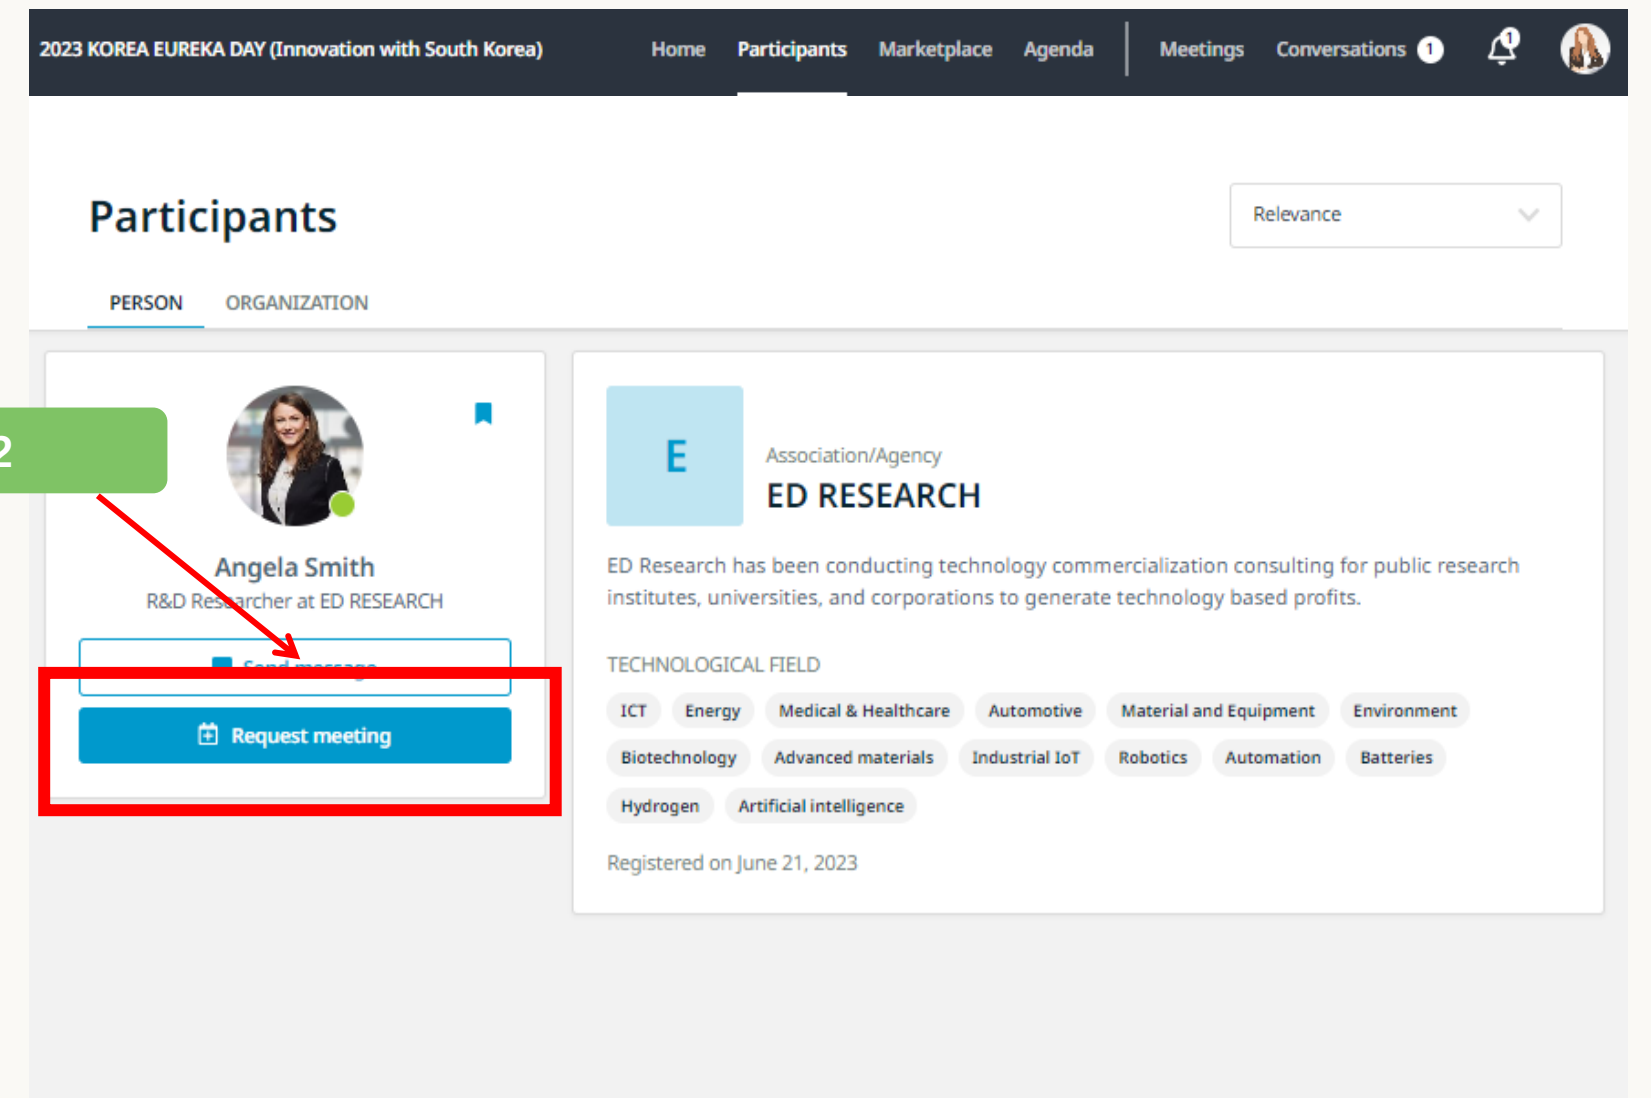 2023 KOREA EUREKA DAY (Innovation with South Korea) Home Participants Marketplace Agenda Meetings Conversations 1 1
Participants
Relevance
PERSON ORGANIZATION
2
E
Association/Agency
ED RESEARCH
Angela Smith
R&D Researcher at ED RESEARCH
Send message
Request meeting
ED Research has been conducting technology commercialization consulting for public research
institutes, universities, and corporations to generate technology based profits.
TECHNOLOGICAL FIELD
ICT Energy Medical & Healthcare Automotive Material and Equipment Environment
Biotechnology Advanced materials Industrial IoT Robotics Automation Batteries
Hydrogen Artificial intelligence
Registered on June 21, 2023